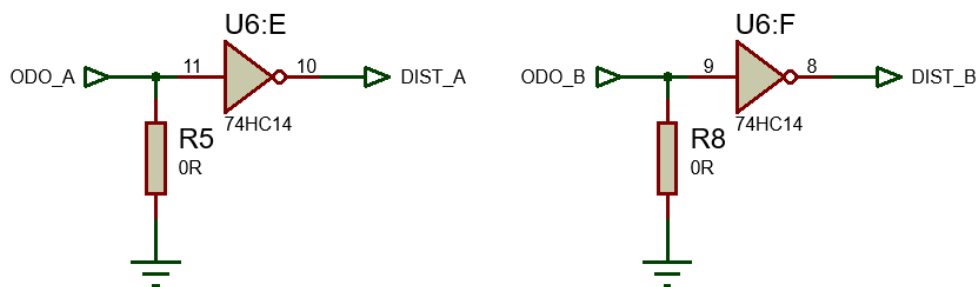 U6:E
ODO_A
11
10
DIST_A
74HC14
R5
0R
U6:F
ODO_B
9
8
DIST_B
74HC14
R8
0R